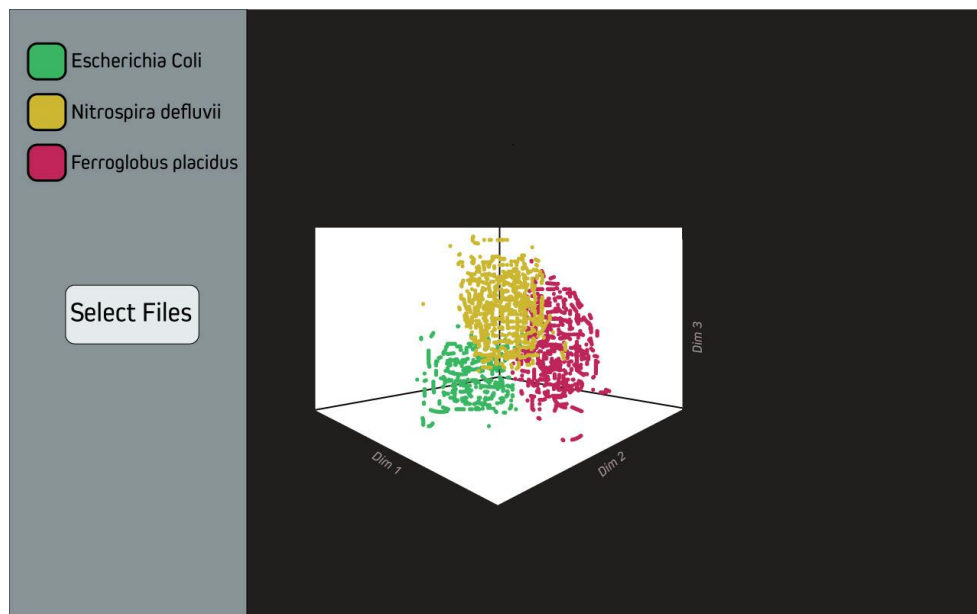 Escherichia Coli
Nitrospira defluvii
Ferroglobus placidus
Select Files
Dim 3
Dim 1
Dim 2